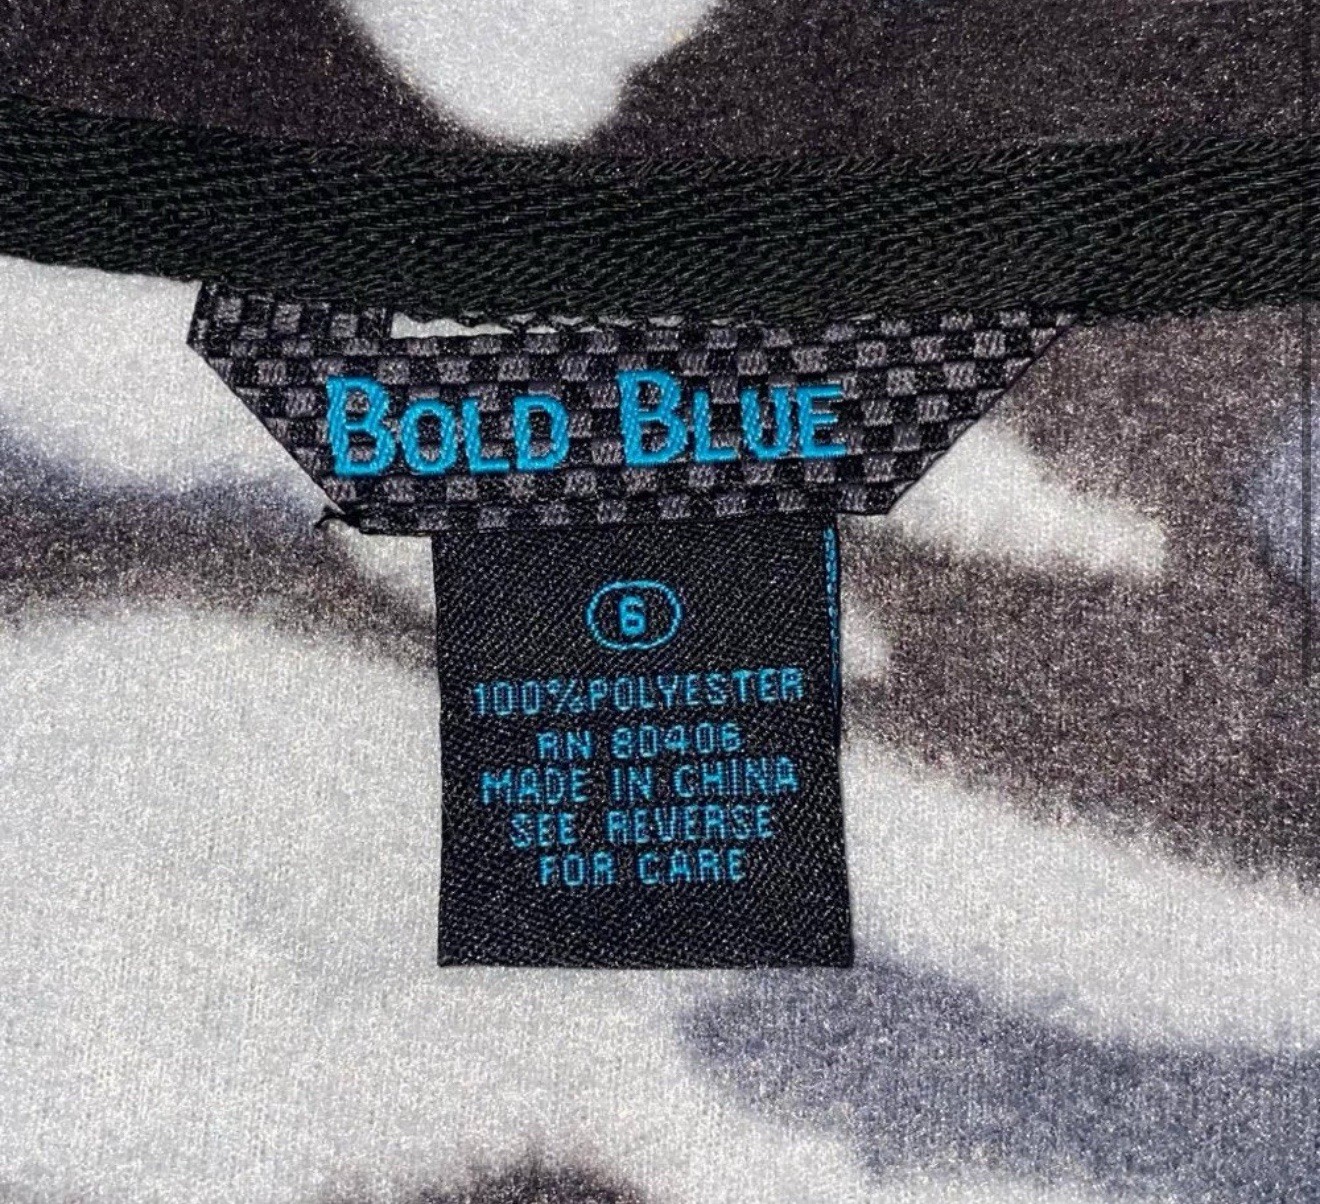 BOLD BLUE
6
100%POLYESTER
RN 80406
MADE IN CHINA
SEE REVERSE
FOR CARE